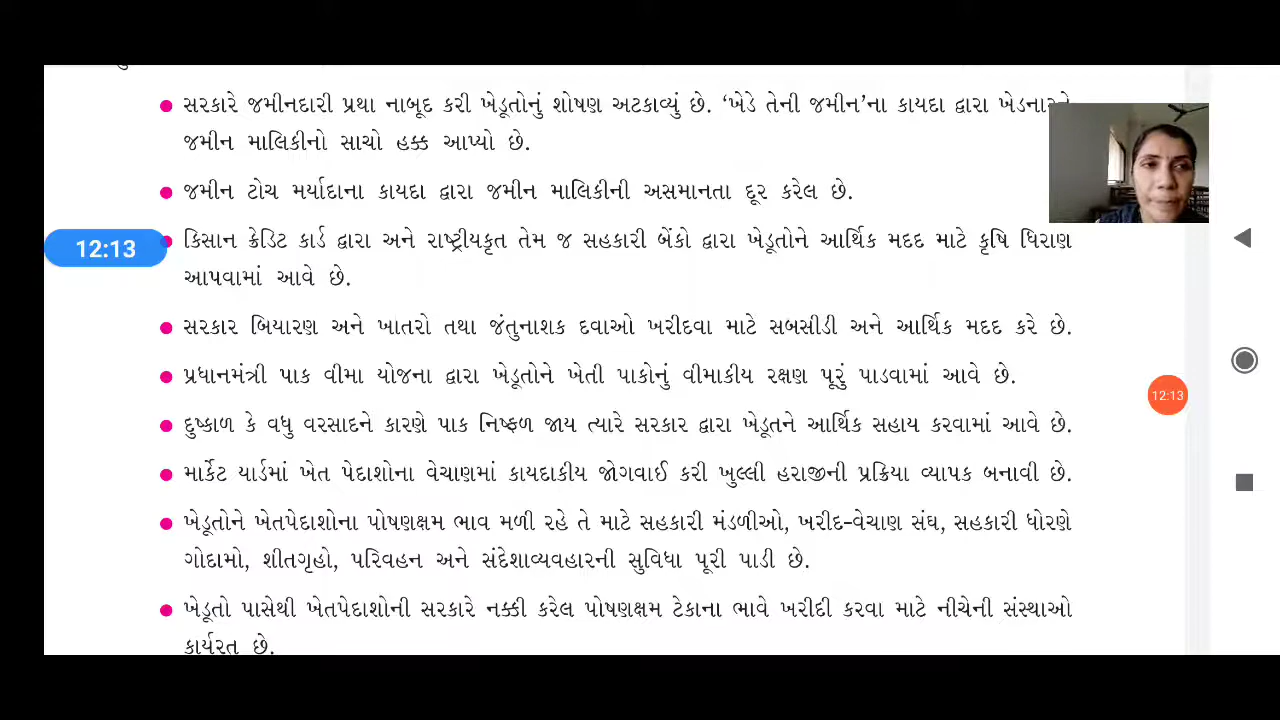 સરકારે જમીનદારી પ્રથા નાબૂદ કરી ખેડૂતોનું શોષણ અટકાવ્યું છે. ‘ખેડે તેની જમીન’ના કાયદા દ્વારા
જમીન માલિકીનો સાચો હક્ક આપ્યો છે.
જમીન ટોચ મર્યાદાના કાયદા દ્વારા જમીન માલિકીની અસમાનતા દૂર કરેલ છે.
12:13
કિસાન ક્રેડિટ કાર્ડ દ્વારા અને રાષ્ટ્રીયકૃત તેમ જ સહકારી બેંકો દ્વારા ખેડૂતોને આર્થિક મદદ માટે કૃષિ ધિરાણ
આપવામાં આવે છે.
સરકાર બિયારણ અને ખાતરો તથા જંતુનાશક દવાઓ ખરીદવા માટે સબસીડી અને આર્થિક મદદ કરે છે.
પ્રધાનમંત્રી પાક વીમા યોજના દ્વારા ખેડૂતોને ખેતી પાકોનું વીમાકીય રક્ષણ પૂરું પાડવામાં આવે છે.
12:13
દુષ્કાળ કે વધુ વરસાદને કારણે પાક નિષ્ફળ જાય ત્યારે સરકાર દ્વારા ખેડૂતને આર્થિક સહાય કરવામાં આવે છે.
માર્કેટ યાર્ડમાં ખેત પેદાશોના વેચાણમાં કાયદાકીય જોગવાઈ કરી ખુલ્લી હરાજીની પ્રક્રિયા વ્યાપક બનાવી છે.
ખેડૂતોને ખેતપેદાશોના પોષણક્ષમ ભાવ મળી રહે તે માટે સહકારી મંડળીઓ, ખરીદ-વેચાણ સંઘ, સહકારી ધોરણે
ગોદામો, શીતગૃહો, પરિવહન અને સંદેશાવ્યવહારની સુવિધા પૂરી પાડી છે.
ખેડૂતો પાસેથી ખેતપેદાશોની સરકારે નક્કી કરેલ પોષણક્ષમ ટેકાના ભાવે ખરીદી કરવા માટે નીચેની સંસ્થાઓ
કાર્યરત છે.